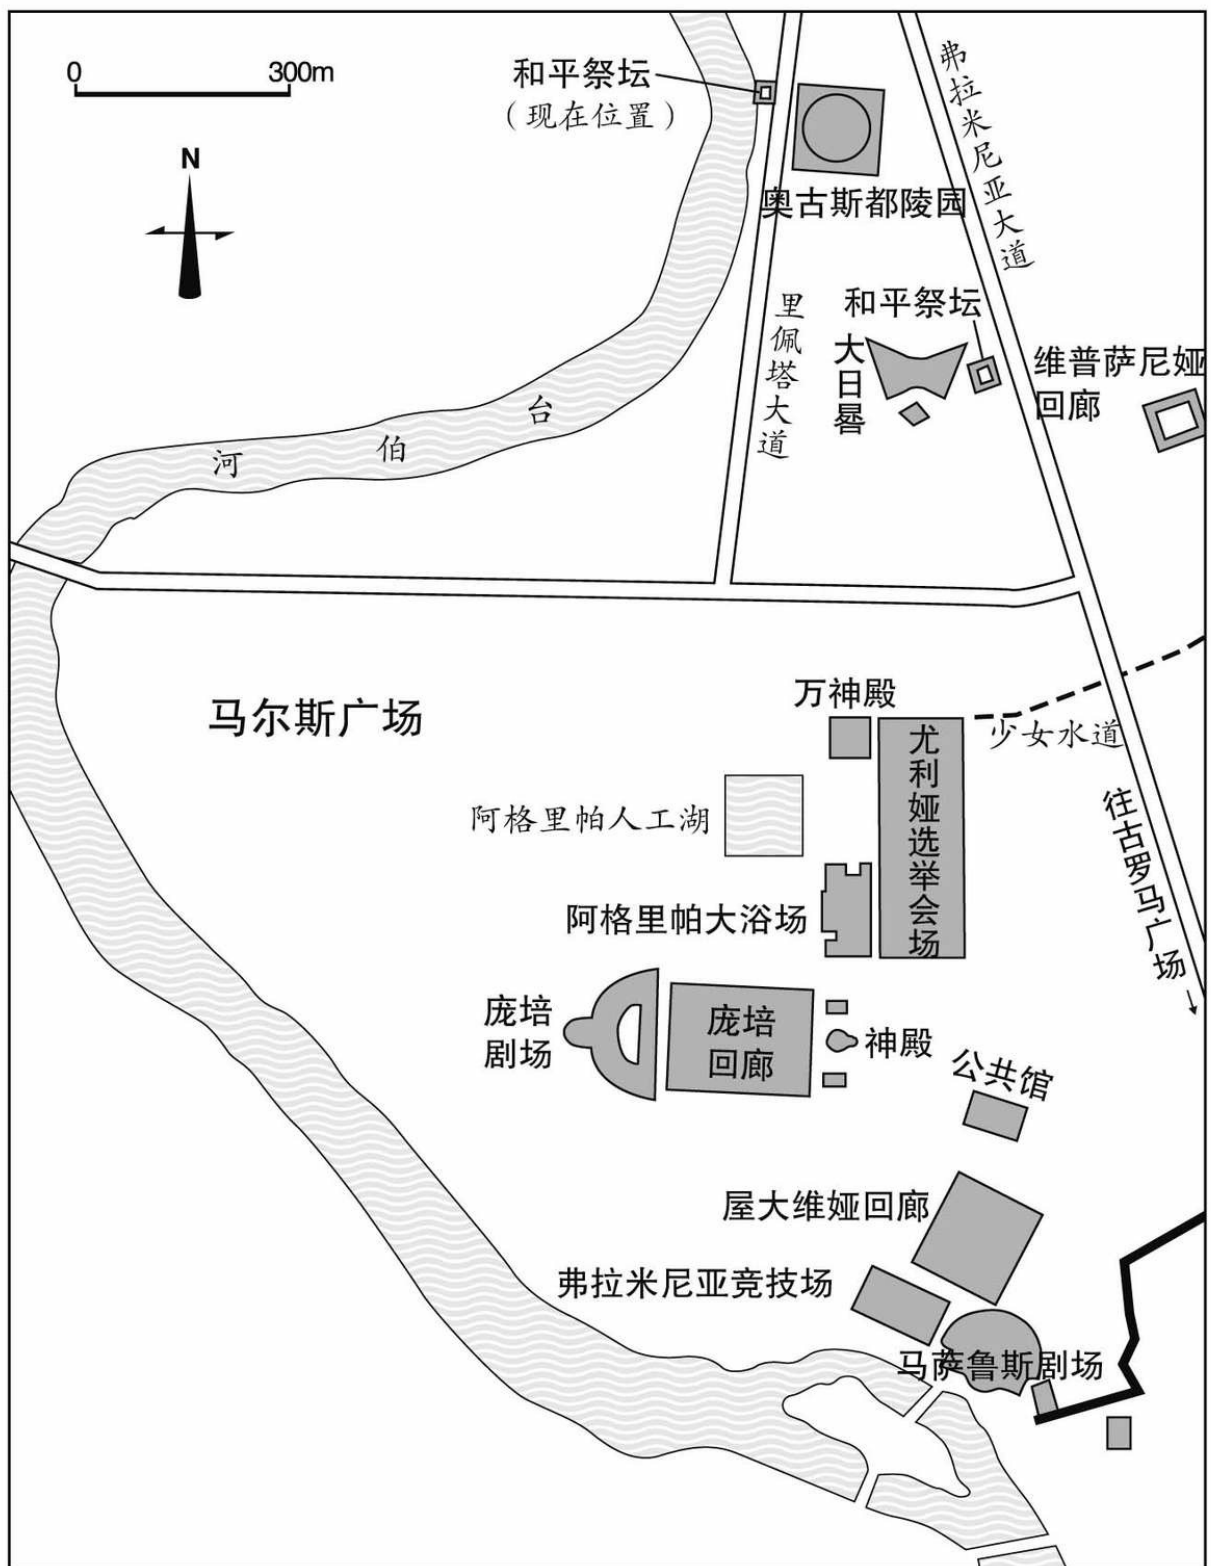 0 300m
N
和平祭坛
（现在位置）
弗拉米尼亚大道
奥古斯都陵园
里佩塔大道
和平祭坛
大日晷
维普萨尼娅
回廊
台伯河
马尔斯广场
万神殿
尤利娅选举会场
少女水道
阿格里帕人工湖
往古罗马广场
阿格里帕大浴场
庞培
剧场
庞培
回廊
神殿
公共馆
屋大维娅回廊
弗拉米尼亚竞技场
马萨鲁斯剧场